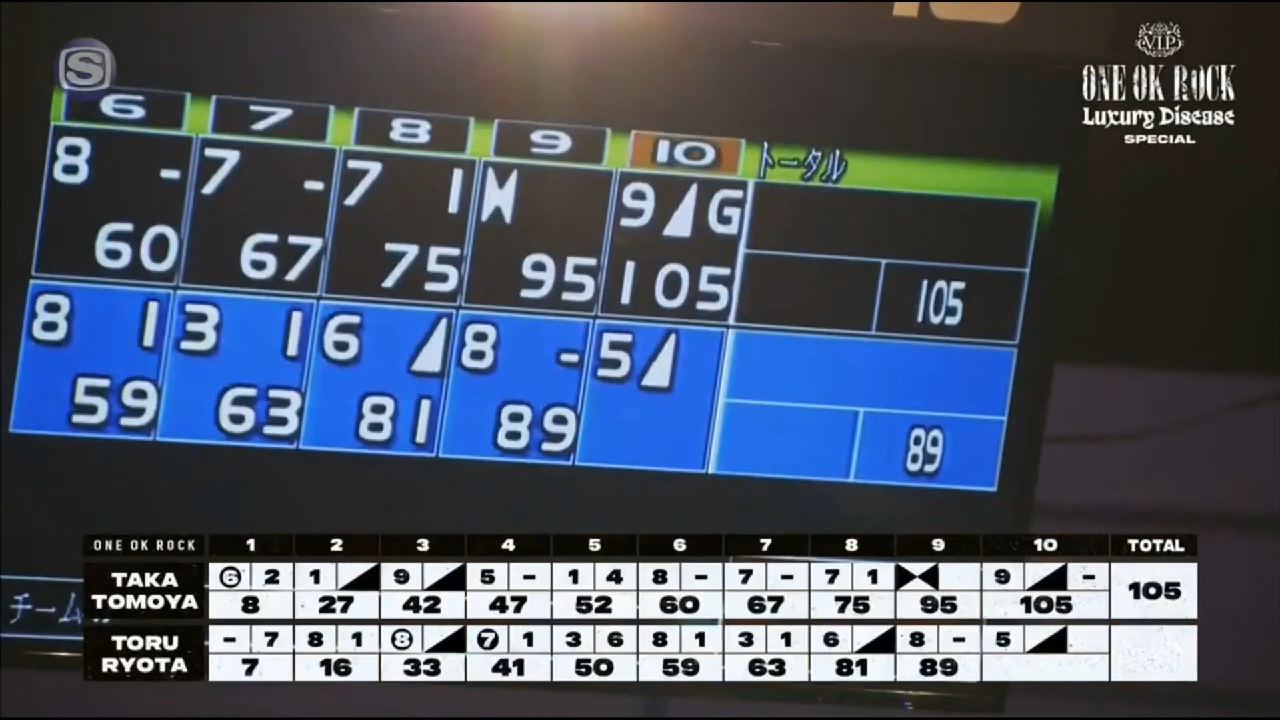 S
VIP
ONE OK ROCK
Luxury Disease
SPECIAL
6 7 8 9 10 トータル
8 - 7 - 7 1 9 G
60 67 75 95 105 105
8 1 3 1 6 8 - 5
59 63 81 89 89
チーム
ONE OK ROCK 1 2 3 4 5 6 7 8 9 10 TOTAL
TAKA TOMOYA
6 2 1 9 5 - 1 4 8 - 7 - 7 1 9 -
8 27 42 47 52 60 67 75 95 105 105
TORU RYOTA
- 7 8 1 8 7 1 3 6 8 1 3 1 6 8 - 5
7 16 33 41 50 59 63 81 89